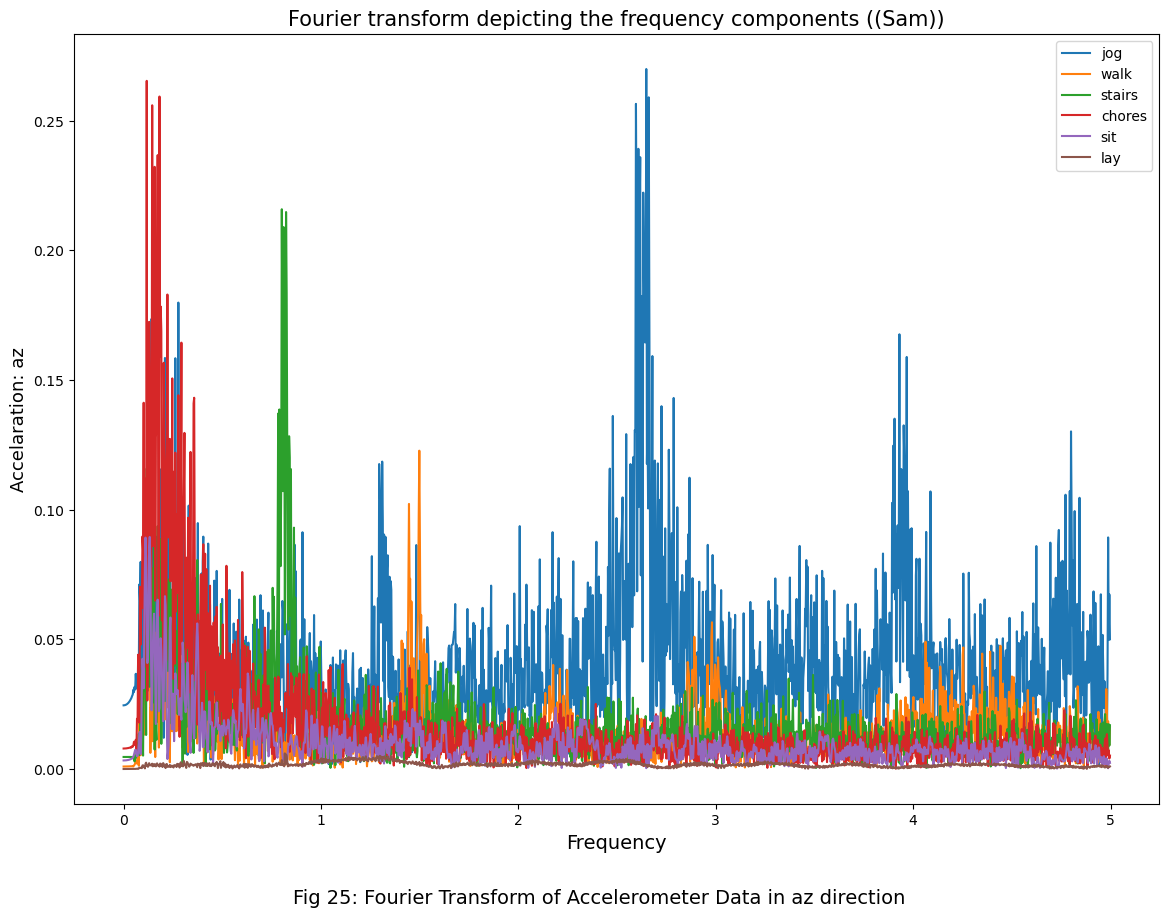 Fourier transform depicting the frequency components ((Sam))
jog
walk
stairs
chores
sit
lay
0.25
0.20
0.15
0.10
0.05
0.00
Accelaration: az
0 1 2 3 4 5
Frequency
Fig 25: Fourier Transform of Accelerometer Data in az direction